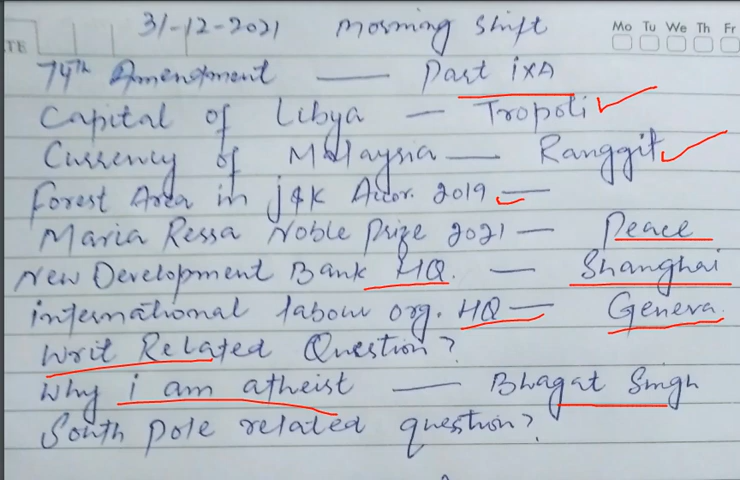 31-12-2021 Morning Shift
Mo Tu We Th Fr
74th Amendment — Part IXA
Capital of Libya — Tropoli
Currency of Malaysia — Ranggit
Forest Area in J&K Accor. 2019 —
Maria Ressa Noble Prize 2021 — Peace
New Development Bank HQ. — Shanghai
International labour org. HQ — Geneva.
Writ Related Question?
Why i am atheist — Bhagat Singh
South pole related question?